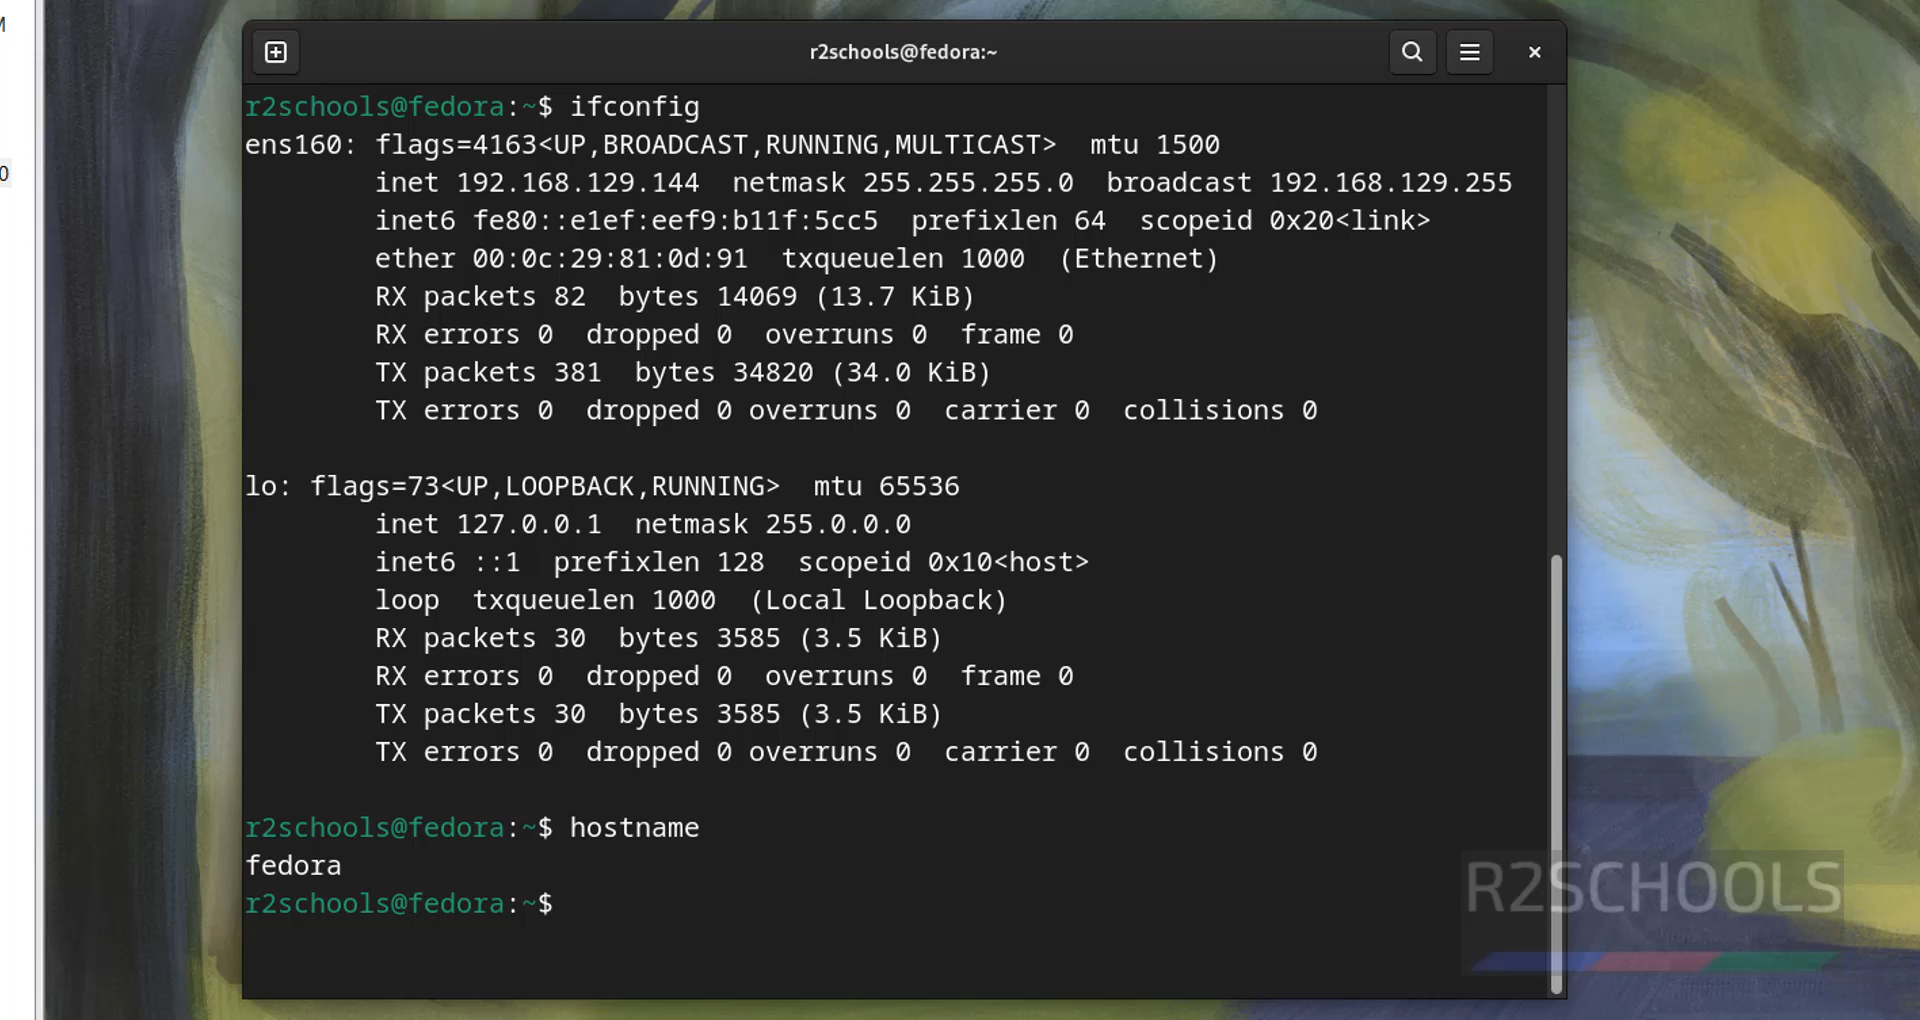 M
0
r2schools@fedora:~
r2schools@fedora:~$ ifconfig
ens160: flags=4163<UP,BROADCAST,RUNNING,MULTICAST>  mtu 1500
        inet 192.168.129.144  netmask 255.255.255.0  broadcast 192.168.129.255
        inet6 fe80::e1ef:eef9:b11f:5cc5  prefixlen 64  scopeid 0x20<link>
        ether 00:0c:29:81:0d:91  txqueuelen 1000  (Ethernet)
        RX packets 82  bytes 14069 (13.7 KiB)
        RX errors 0  dropped 0  overruns 0  frame 0
        TX packets 381  bytes 34820 (34.0 KiB)
        TX errors 0  dropped 0 overruns 0  carrier 0  collisions 0
lo: flags=73<UP,LOOPBACK,RUNNING>  mtu 65536
        inet 127.0.0.1  netmask 255.0.0.0
        inet6 ::1  prefixlen 128  scopeid 0x10<host>
        loop  txqueuelen 1000  (Local Loopback)
        RX packets 30  bytes 3585 (3.5 KiB)
        RX errors 0  dropped 0  overruns 0  frame 0
        TX packets 30  bytes 3585 (3.5 KiB)
        TX errors 0  dropped 0 overruns 0  carrier 0  collisions 0
r2schools@fedora:~$ hostname
fedora
r2schools@fedora:~$
R2SCHOOLS